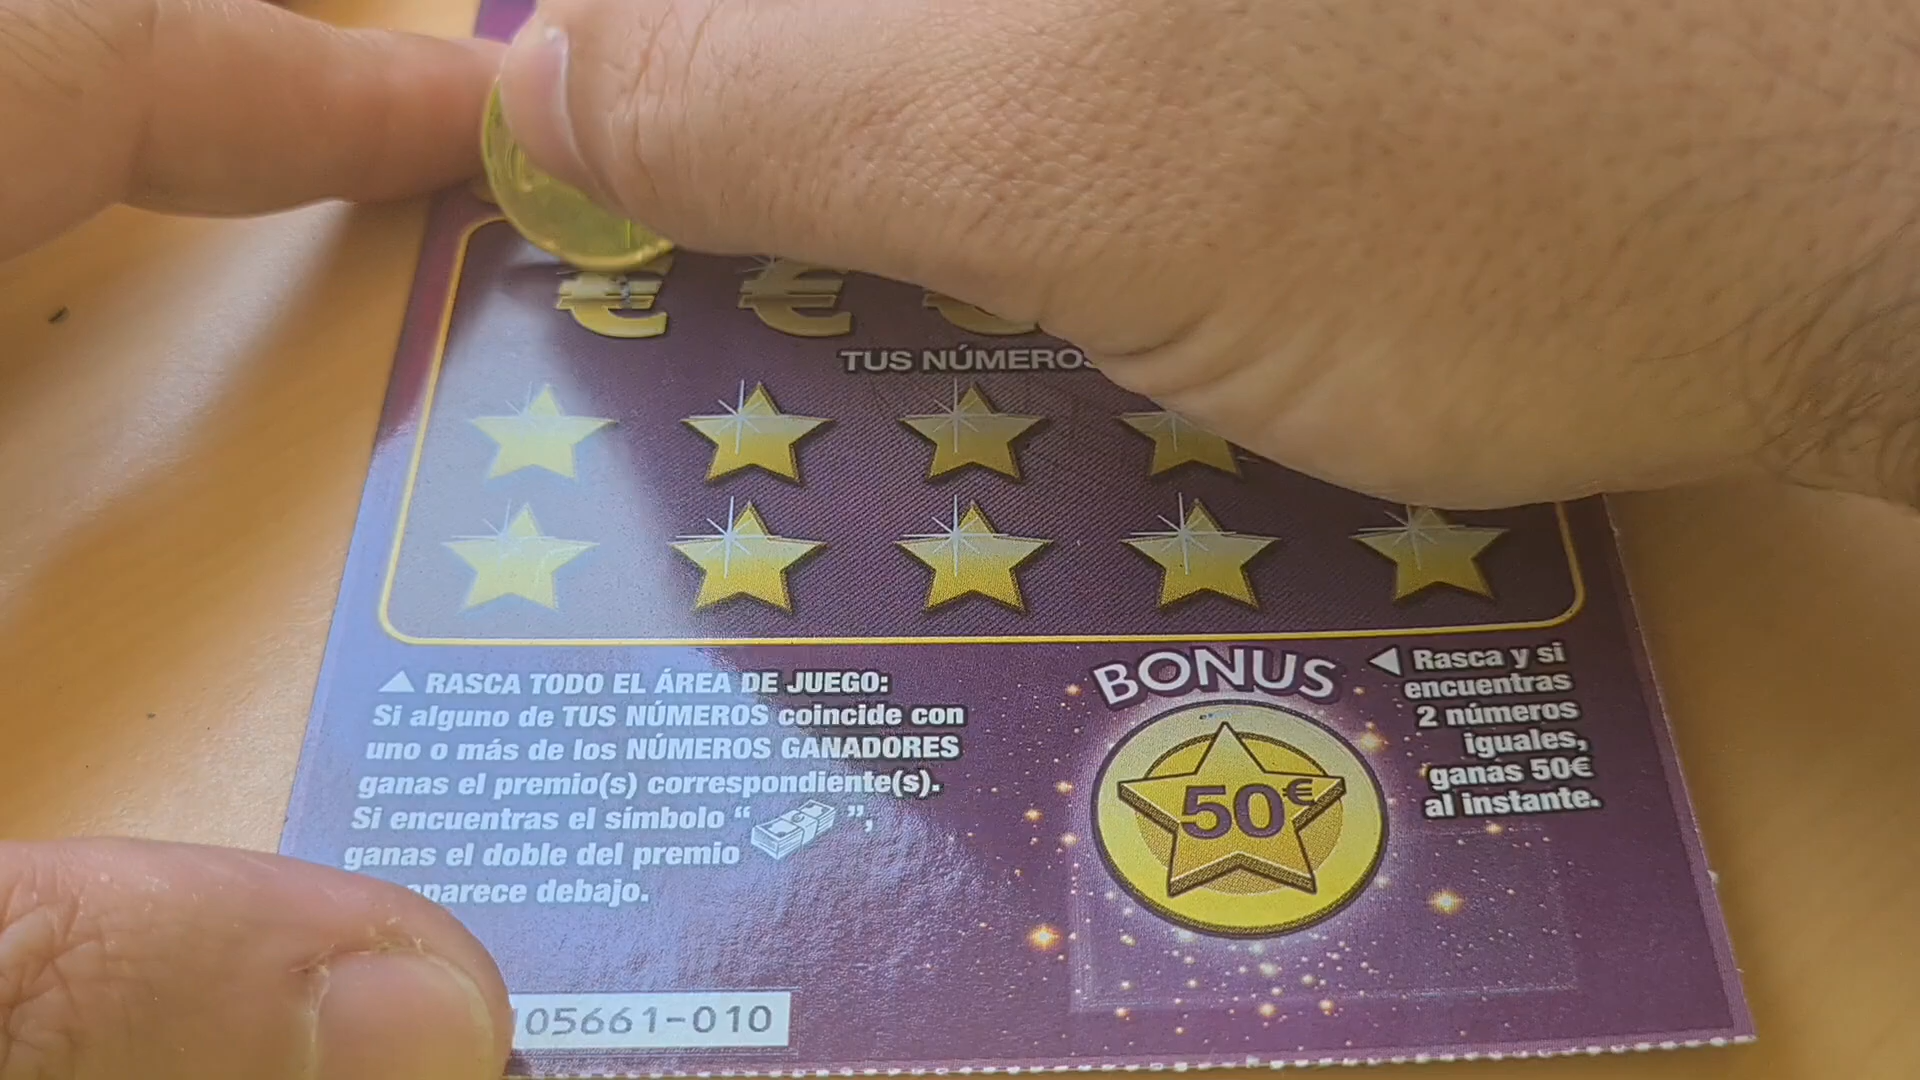 TUS NÚMEROS
▲ RASCA TODO EL ÁREA DE JUEGO:
Si alguno de TUS NÚMEROS coincide con
uno o más de los NÚMEROS GANADORES
ganas el premio(s) correspondiente(s).
Si encuentras el símbolo “ ”,
ganas el doble del premio
aparece debajo.
05661-010
BONUS
50€
◀ Rasca y si
encuentras
2 números
iguales,
ganas 50€
al instante.